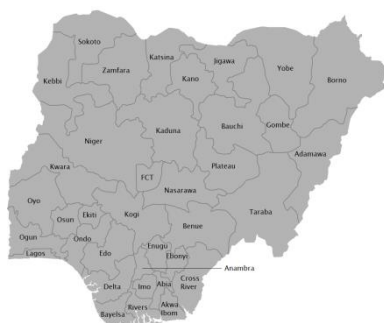 Sokoto
Katsina
Jigawa
Yobe
Borno
Zamfara
Kano
Kebbi
Bauchi
Gombe
Kaduna
Niger
Adamawa
Plateau
Kwara
FCT
Nasarawa
Oyo
Taraba
Kogi
Ekiti
Osun
Benue
Ogun
Ondo
Enugu
Edo
Lagos
Ebonyi
Anambra
Cross
River
Delta
Imo
Abia
Akwa
Ibom
Rivers
Bayelsa